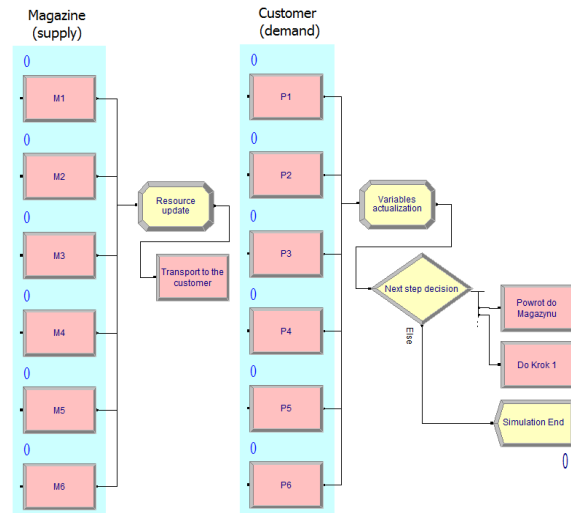 Magazine
(supply)
0
M1
0
M2
0
M3
0
M4
0
M5
0
M6
Resource
update
Transport to the
customer
Customer
(demand)
0
P1
0
P2
0
P3
0
P4
0
P5
0
P6
Variables
actualization
Next step decision
Else
Powrot do
Magazynu
Do Krok 1
Simulation End
0